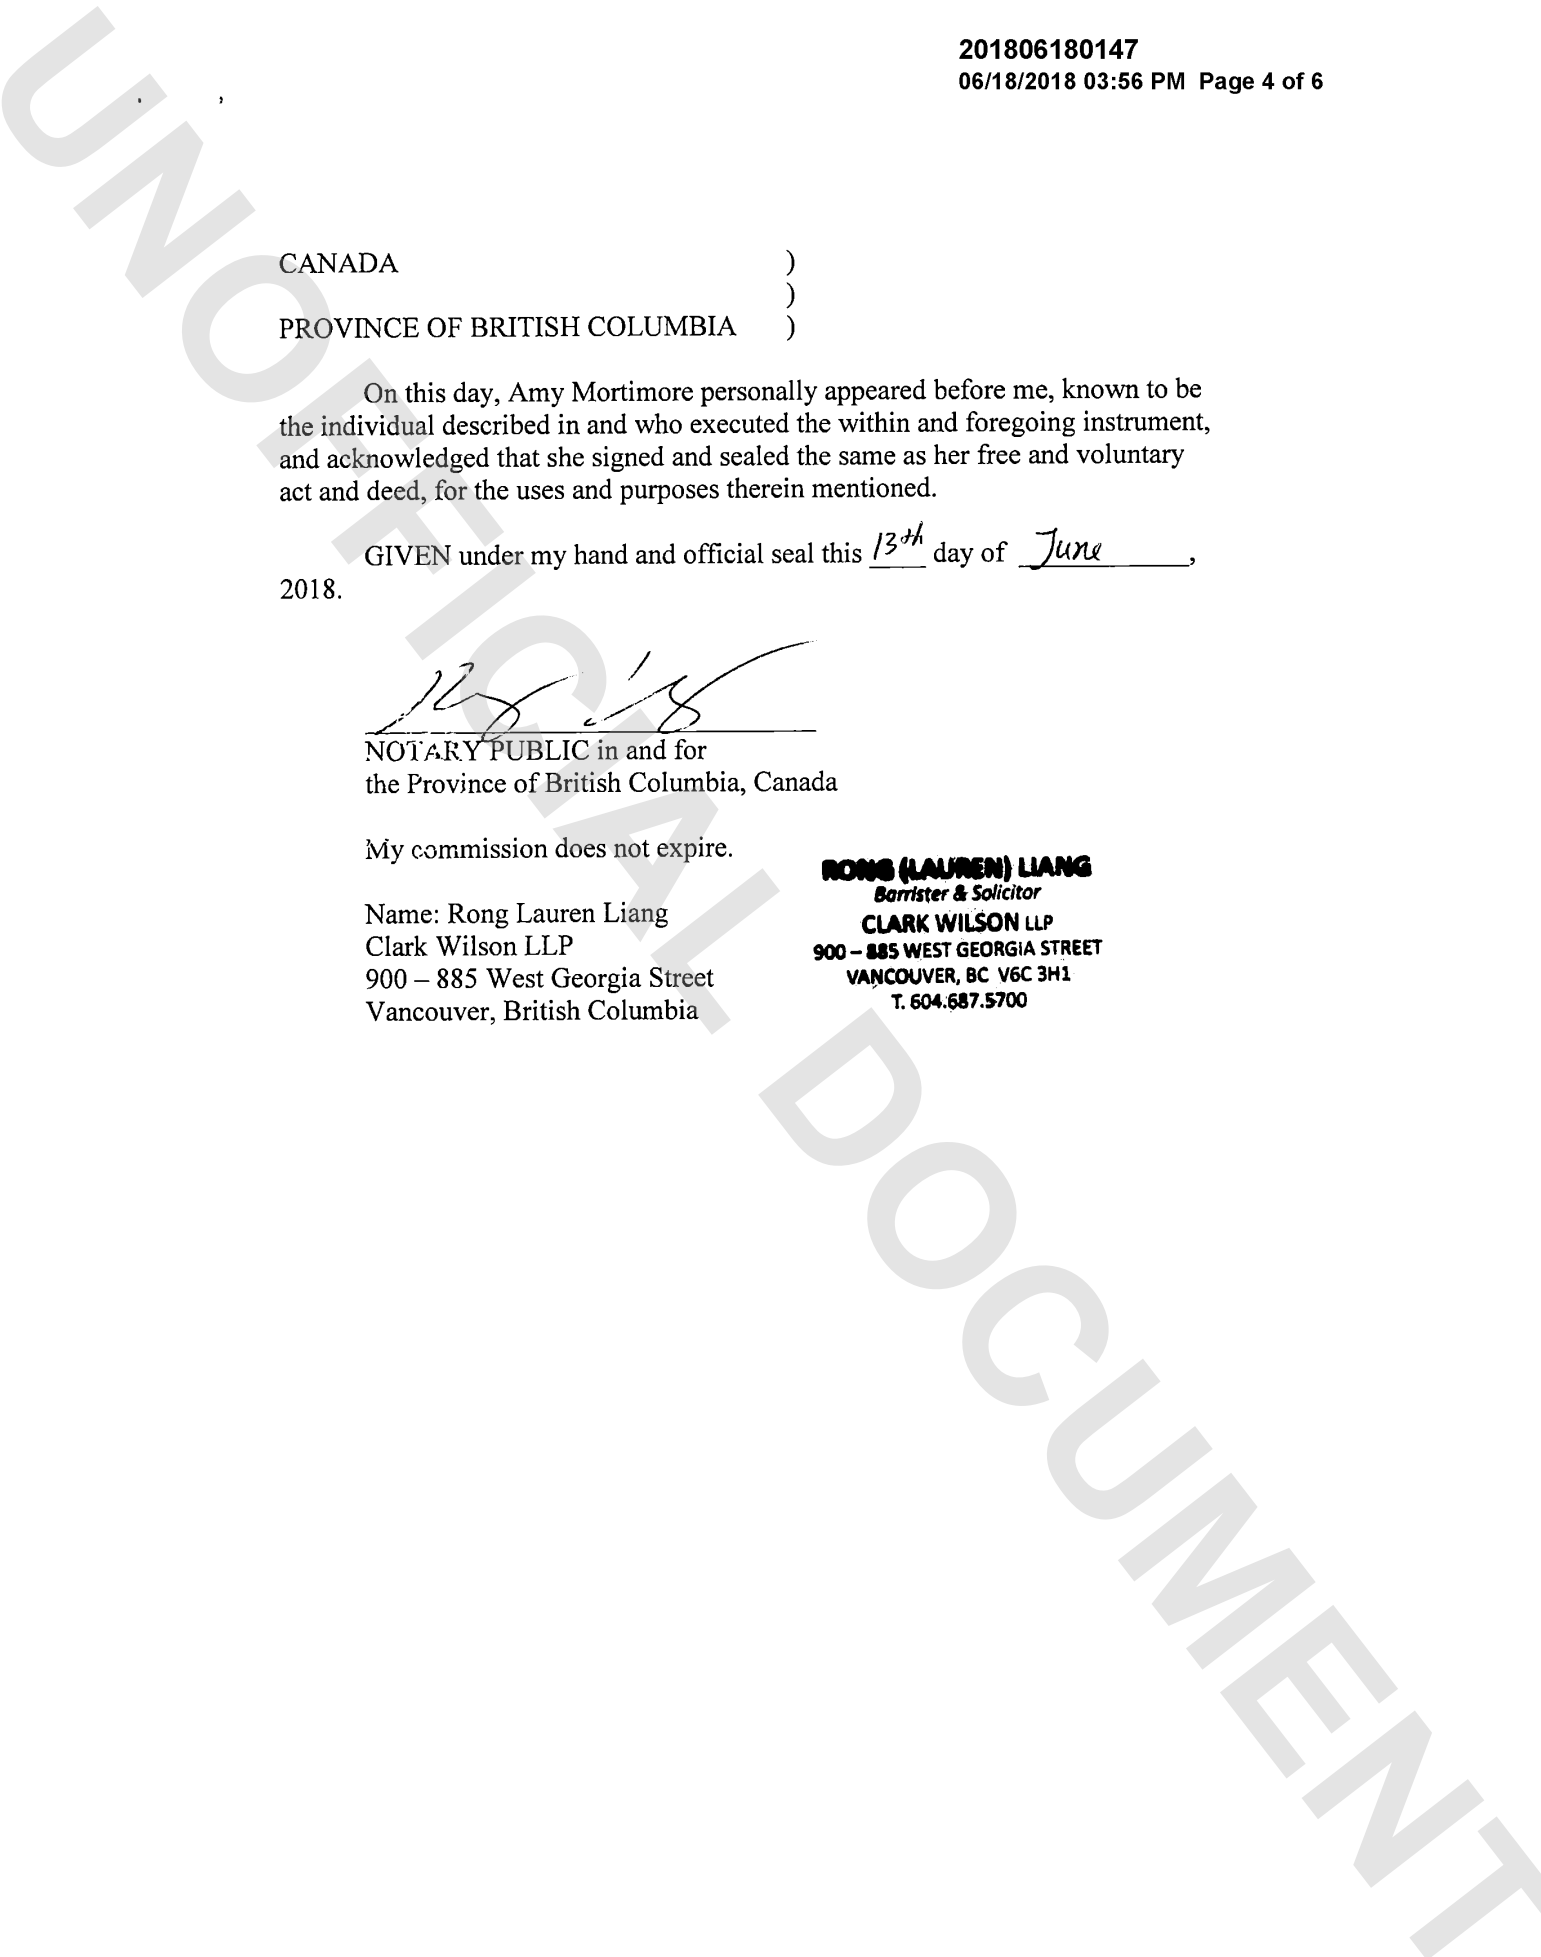 201806180147
06/18/2018 03:56 PM Page 4 of 6
CANADA )
)
PROVINCE OF BRITISH COLUMBIA )
On this day, Amy Mortimore personally appeared before me, known to be
the individual described in and who executed the within and foregoing instrument,
and acknowledged that she signed and sealed the same as her free and voluntary
act and deed, for the uses and purposes therein mentioned.
GIVEN under my hand and official seal this 13th day of June,
2018.
NOTARY PUBLIC in and for
the Province of British Columbia, Canada
My commission does not expire.
Name: Rong Lauren Liang
Clark Wilson LLP
900 – 885 West Georgia Street
Vancouver, British Columbia
RONG (LAUREN) LIANG
Barrister & Solicitor
CLARK WILSON LLP
900 – 885 WEST GEORGIA STREET
VANCOUVER, BC V6C 3H1
T. 604.687.5700
UNOFFICIAL DOCUMENT